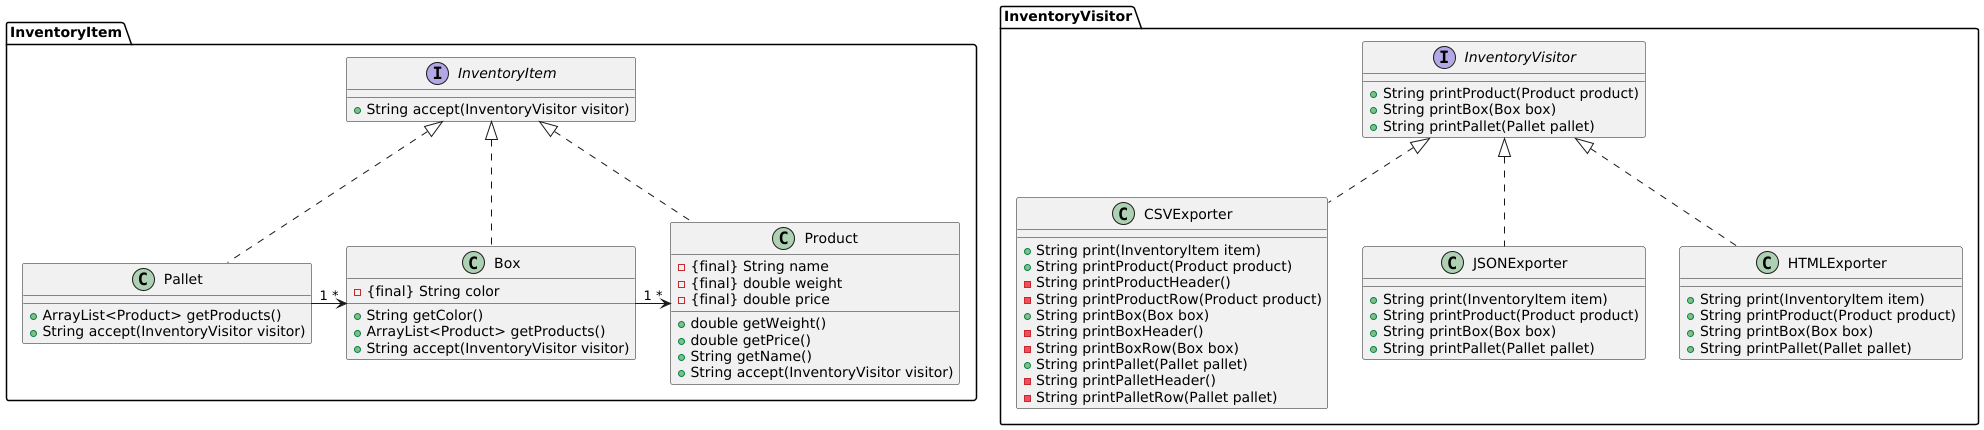 InventoryItem
I InventoryItem
String accept(InventoryVisitor visitor)
C Pallet
ArrayList<Product> getProducts()
String accept(InventoryVisitor visitor)
1 *
C Box
{final} String color
String getColor()
ArrayList<Product> getProducts()
String accept(InventoryVisitor visitor)
1 *
C Product
{final} String name
{final} double weight
{final} double price
double getWeight()
double getPrice()
String getName()
String accept(InventoryVisitor visitor)
InventoryVisitor
I InventoryVisitor
String printProduct(Product product)
String printBox(Box box)
String printPallet(Pallet pallet)
C CSVExporter
String print(InventoryItem item)
String printProduct(Product product)
String printProductHeader()
String printProductRow(Product product)
String printBox(Box box)
String printBoxHeader()
String printBoxRow(Box box)
String printPallet(Pallet pallet)
String printPalletHeader()
String printPalletRow(Pallet pallet)
C JSONExporter
String print(InventoryItem item)
String printProduct(Product product)
String printBox(Box box)
String printPallet(Pallet pallet)
C HTMLExporter
String print(InventoryItem item)
String printProduct(Product product)
String printBox(Box box)
String printPallet(Pallet pallet)